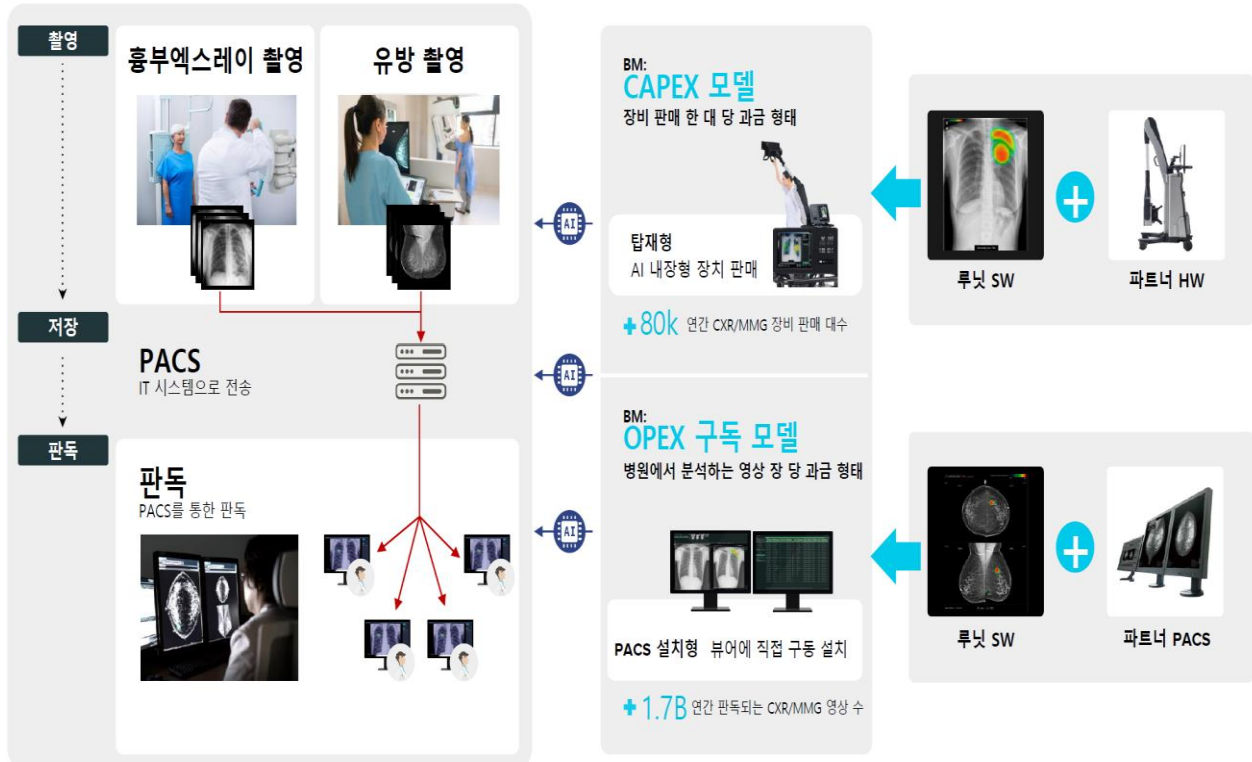 촬영
흉부엑스레이 촬영
유방 촬영
저장
PACS
IT 시스템으로 전송
판독
판독
PACS를 통한 판독
AI
AI
AI
BM:
CAPEX 모델
장비 판매 한 대 당 과금 형태
탑재형
AI 내장형 장치 판매
+80k 연간 CXR/MMG 장비 판매 대수
BM:
OPEX 구독 모델
병원에서 분석하는 영상 장 당 과금 형태
PACS 설치형 뷰어에 직접 구동 설치
+1.7B 연간 판독되는 CXR/MMG 영상 수
루닛 SW
+
파트너 HW
루닛 SW
+
파트너 PACS